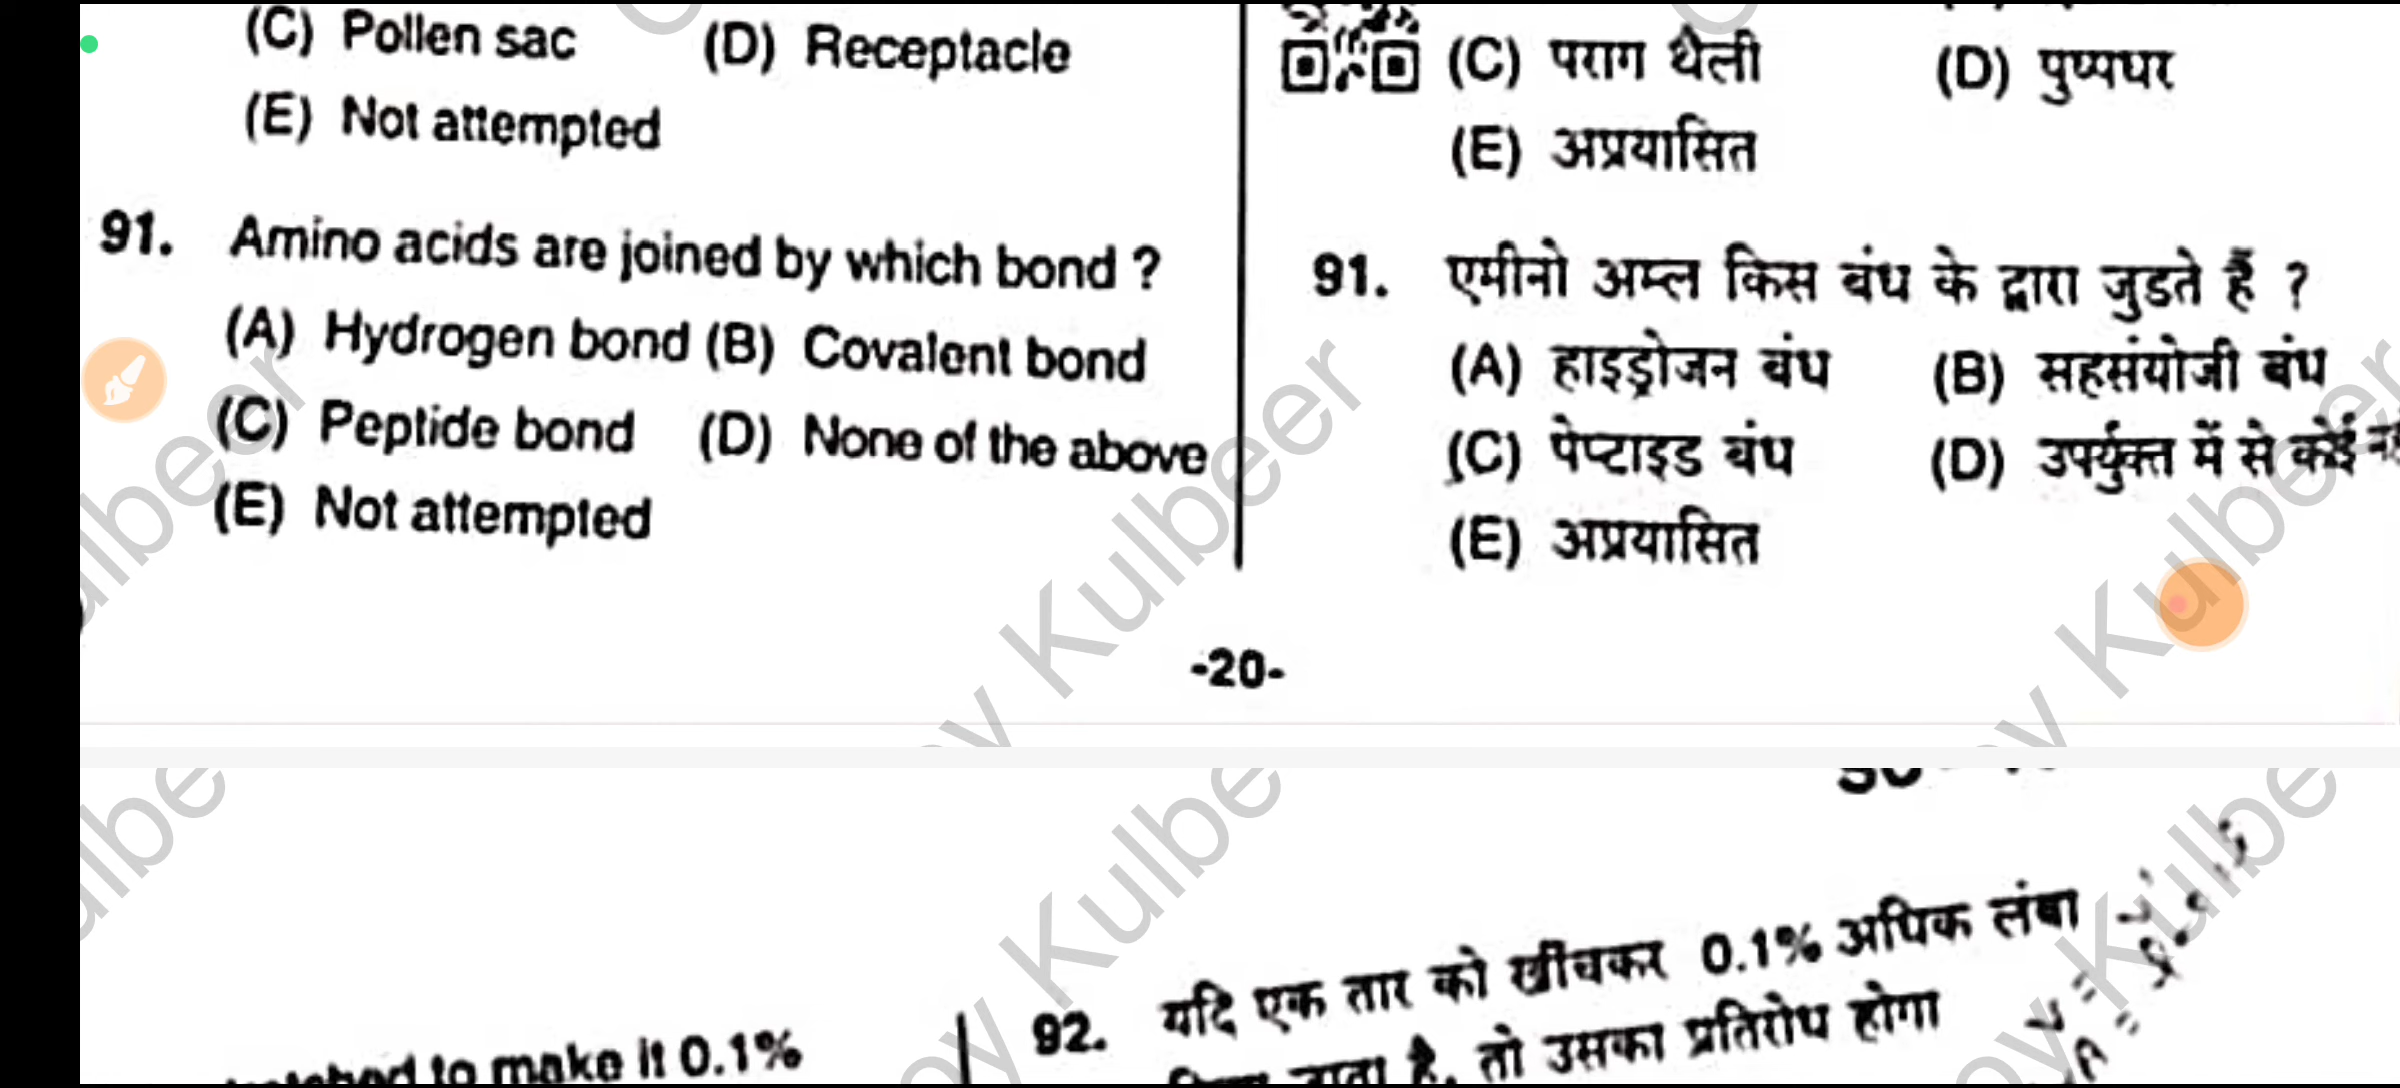 (C) Pollen sac (D) Receptacle
(E) Not attempted
91. Amino acids are joined by which bond ?
(A) Hydrogen bond (B) Covalent bond
(C) Peptide bond (D) None of the above
(E) Not attempted
(C) पराग थैली (D) पुष्पधर
(E) अप्रयासित
91. एमीनो अम्ल किस बंध के द्वारा जुडते हैं ?
(A) हाइड्रोजन बंध (B) सहसंयोजी बंध
(C) पेप्टाइड बंध (D) उपर्युक्त में से कोई
(E) अप्रयासित
-20-
to make it 0.1%
92. यदि एक तार को खींचकर 0.1% अधिक लंबा
जाता है, तो उसका प्रतिरोध होगा
Kulbeer
Kulbeer